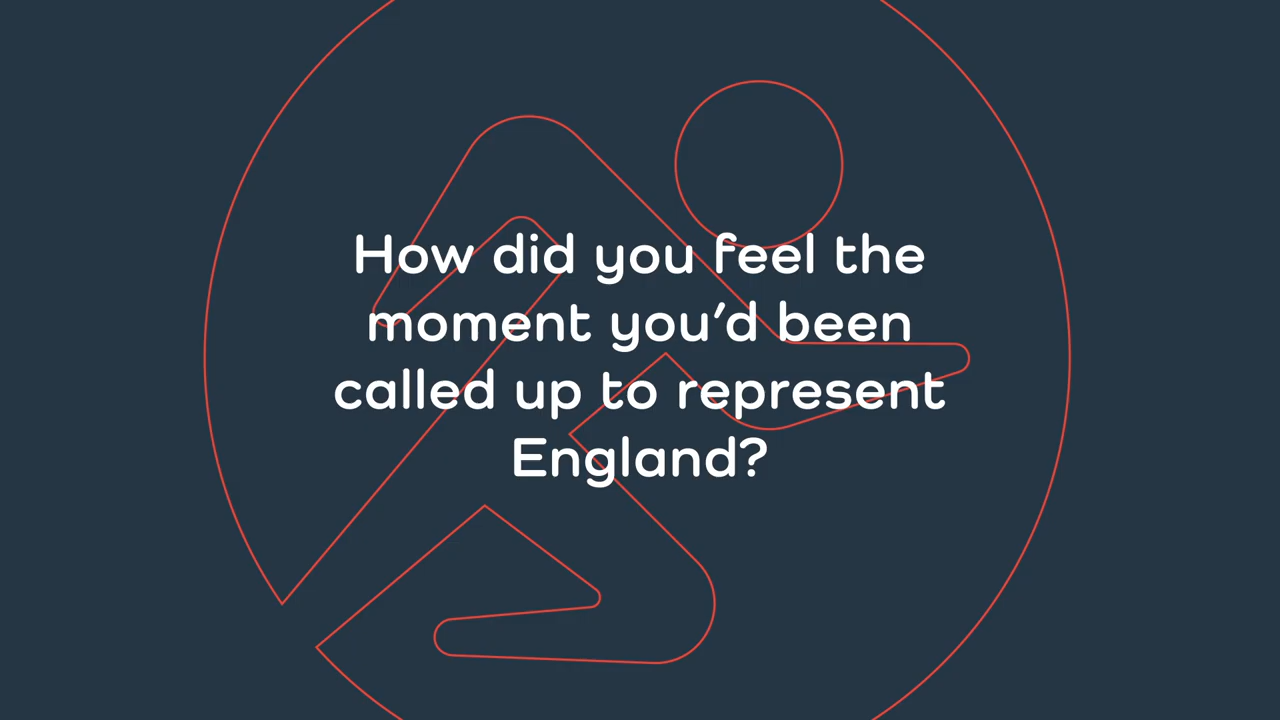 How did you feel the
moment you'd been
called up to represent
England?